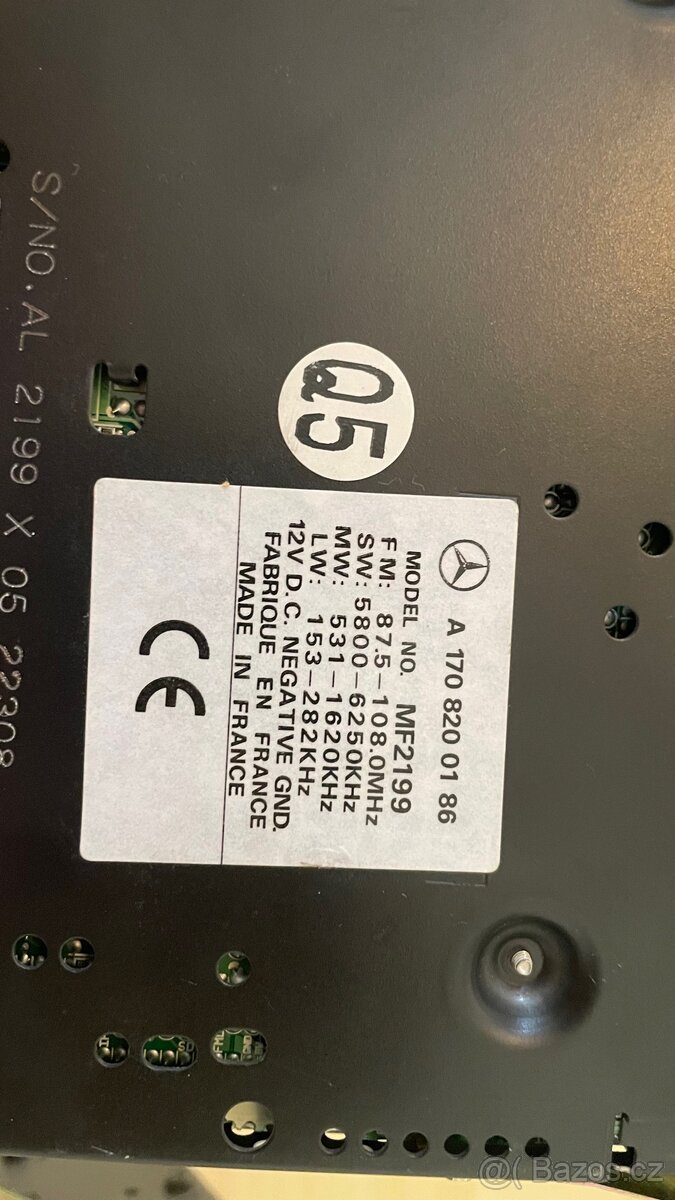 Q5
A 170 820 01 86
MODEL NO. MF2199
FM: 87.5-108.0MHz
SW: 5800-6250KHz
MW: 531-1620KHz
LW: 153-282KHz
12V D.C. NEGATIVE GND.
FABRIQUE EN FRANCE
MADE IN FRANCE
CE
S/NO.AL 2199 X 05 22308
SD
@( Bazos.cz